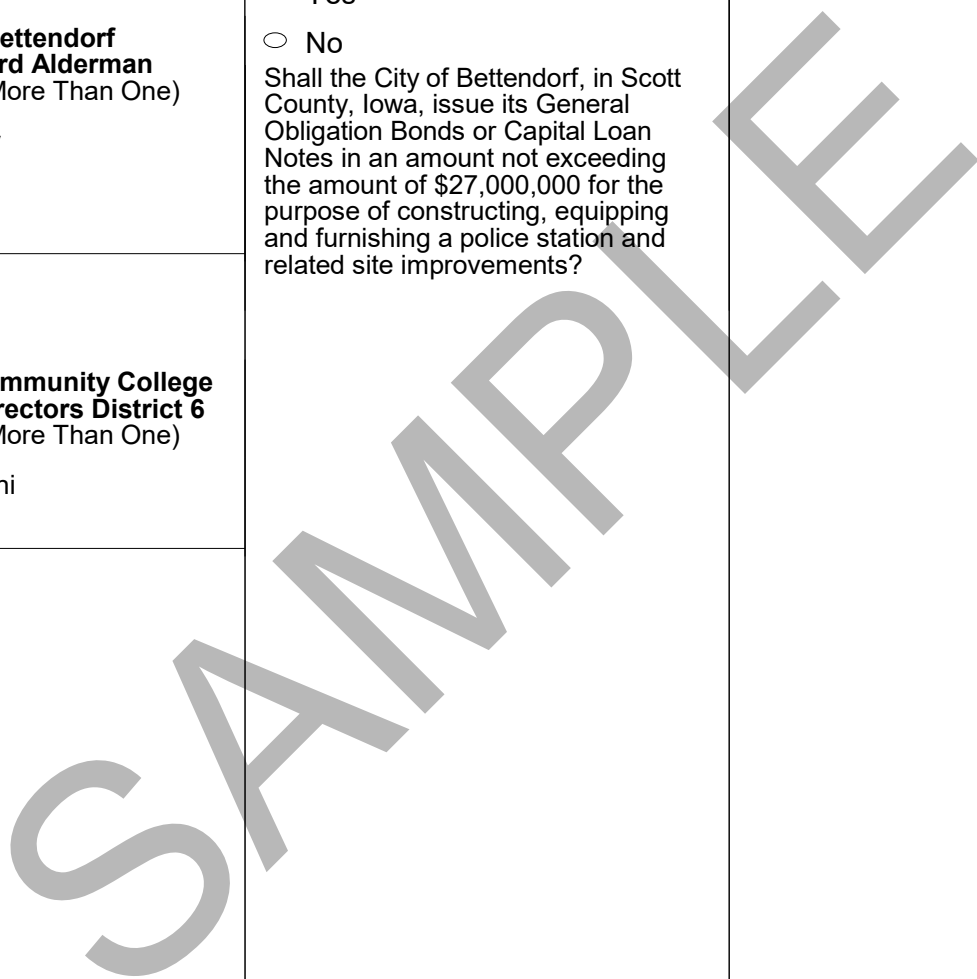 ettendorf
rd Alderman
More Than One)
mmunity College
rectors District 6
More Than One)
ni
Yes
No
Shall the City of Bettendorf, in Scott
County, Iowa, issue its General
Obligation Bonds or Capital Loan
Notes in an amount not exceeding
the amount of $27,000,000 for the
purpose of constructing, equipping
and furnishing a police station and
related site improvements?
SAMPLE